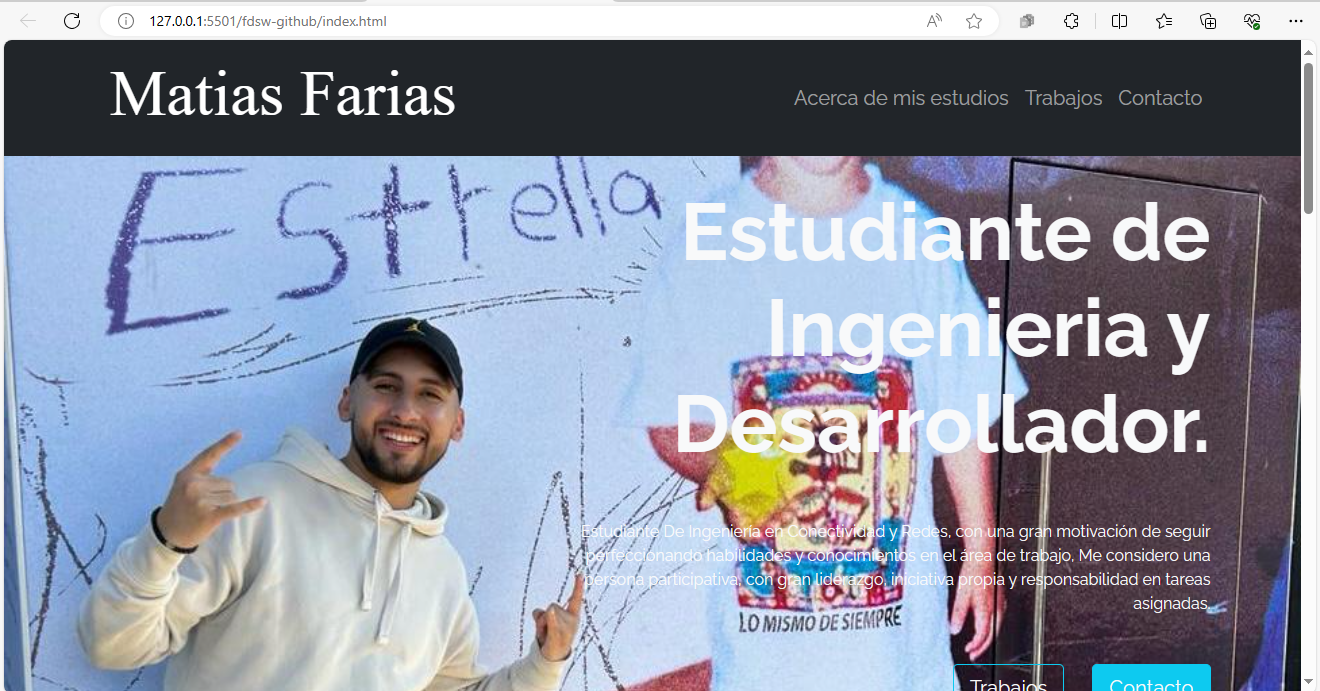 127.0.0.1:5501/fdsw-github/index.html
Matias Farias
Acerca de mis estudios Trabajos Contacto
Estrella
Estudiante de
Ingenieria y
Desarrollador.
Estudiante De Ingeniería en Conectividad y Redes, con una gran motivación de seguir
perfeccionando habilidades y conocimientos en el área de trabajo. Me considero una
persona participativa, con gran liderazgo, iniciativa propia y responsabilidad en tareas
asignadas.
LO MISMO DE SIEMPRE
Trabajos Contacto